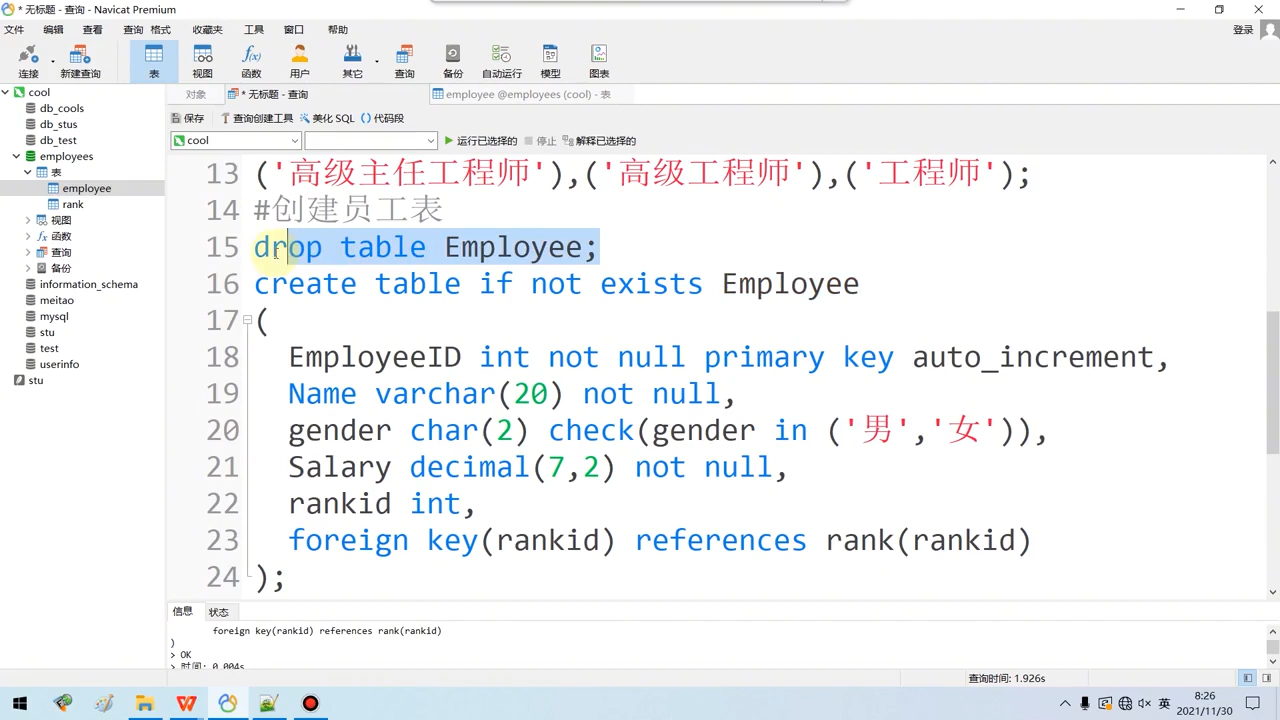 * 无标题 - 查询 - Navicat Premium
文件 编辑 查看 查询 格式 收藏夹 工具 窗口 帮助
登录
连接 新建查询 表 视图 函数 用户 其它 查询 备份 自动运行 模型 图表
cool
db_cools
db_stus
db_test
employees
表
employee
rank
视图
函数
查询
备份
information_schema
meitao
mysql
stu
test
userinfo
stu
对象 * 无标题 - 查询 employee @employees (cool) - 表
保存 查询创建工具 美化 SQL () 代码段
cool 运行已选择的 停止 解释已选择的
13 ('高级主任工程师'),('高级工程师'),('工程师');
14 #创建员工表
15 drop table Employee;
16 create table if not exists Employee
17 (
18 EmployeeID int not null primary key auto_increment,
19 Name varchar(20) not null,
20 gender char(2) check(gender in ('男','女')),
21 Salary decimal(7,2) not null,
22 rankid int,
23 foreign key(rankid) references rank(rankid)
24 );
信息 状态
foreign key(rankid) references rank(rankid)
)
> OK
> 时间: 0.004s
查询时间: 1.926s
英
8:26
2021/11/30